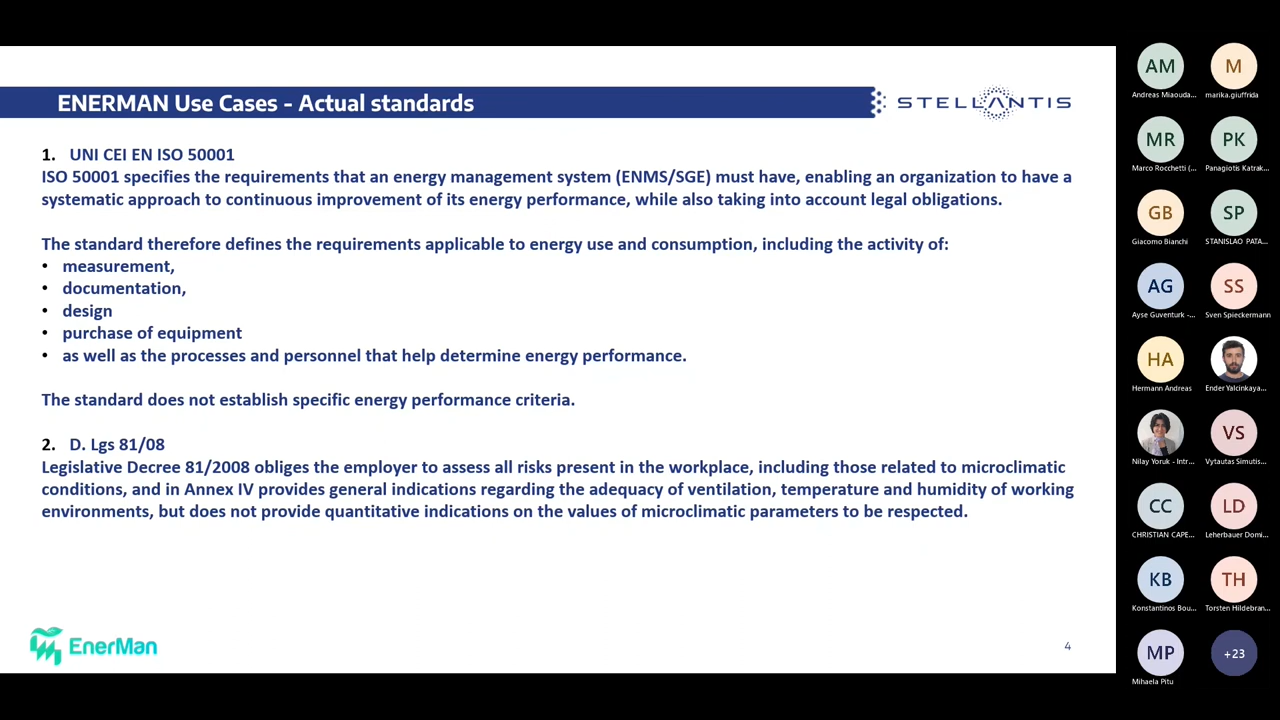 ENERMAN Use Cases - Actual standards
STELLANTIS
1. UNI CEI EN ISO 50001
ISO 50001 specifies the requirements that an energy management system (ENMS/SGE) must have, enabling an organization to have a
systematic approach to continuous improvement of its energy performance, while also taking into account legal obligations.
The standard therefore defines the requirements applicable to energy use and consumption, including the activity of:
• measurement,
• documentation,
• design
• purchase of equipment
• as well as the processes and personnel that help determine energy performance.
The standard does not establish specific energy performance criteria.
2. D. Lgs 81/08
Legislative Decree 81/2008 obliges the employer to assess all risks present in the workplace, including those related to microclimatic
conditions, and in Annex IV provides general indications regarding the adequacy of ventilation, temperature and humidity of working
environments, but does not provide quantitative indications on the values of microclimatic parameters to be respected.
EnerMan
4
AM
Andreas Miaouda...
M
marika.giuffrida
MR
Marco Rocchetti (...
PK
Panagiotis Katrak...
GB
Giacomo Bianchi
SP
STANISLAO PATA...
AG
Ayse Guventurk -...
SS
Sven Spieckermann
HA
Hermann Andreas
Ender Yalcinkaya...
Nilay Yoruk - Intr...
VS
Vytautas Simutis...
CC
CHRISTIAN CAPE...
LD
Leherbauer Domi...
KB
Konstantinos Bou...
TH
Torsten Hildebran...
MP
Mihaela Pitu
+23